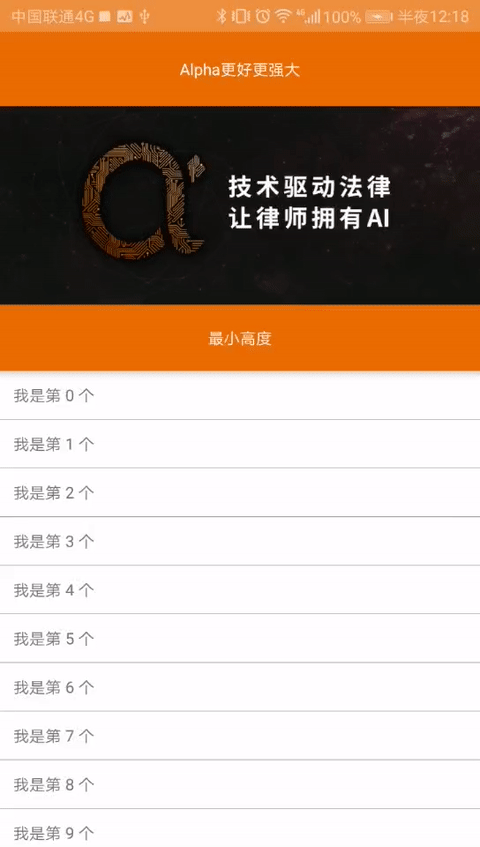 中国联通4G 4G 100% 半夜12:18
Alpha更好更强大
技术驱动法律
让律师拥有AI
最小高度
我是第 0 个
我是第 1 个
我是第 2 个
我是第 3 个
我是第 4 个
我是第 5 个
我是第 6 个
我是第 7 个
我是第 8 个
我是第 9 个